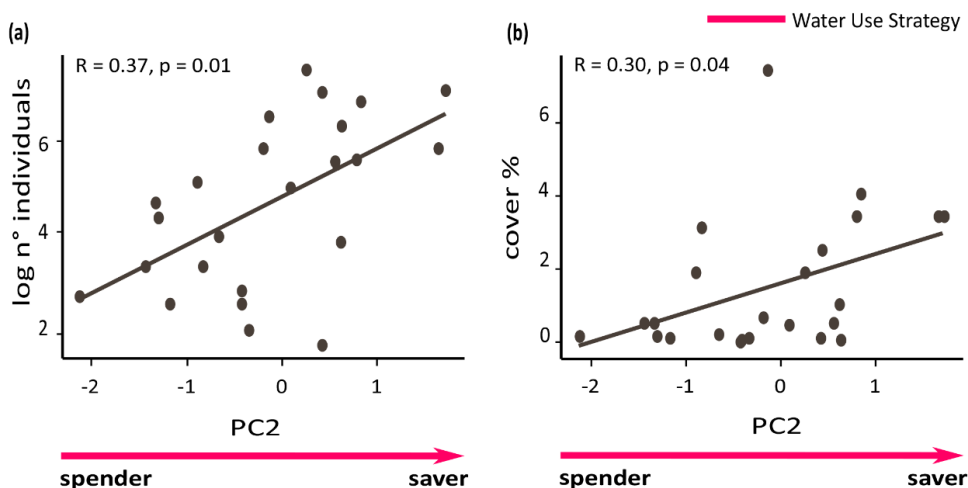 Water Use Strategy
(a)
R = 0.37, p = 0.01
log n° individuals
6
4
2
-2 -1 0 1
PC2
spender saver
(b)
R = 0.30, p = 0.04
cover %
6
4
2
0
-2 -1 0 1
PC2
spender saver